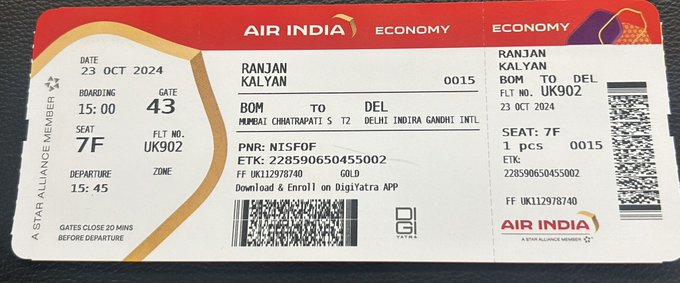 AIR INDIA ECONOMY
DATE
23 OCT 2024
BOARDING GATE
15:00 43
SEAT FLT NO.
7F UK902
DEPARTURE ZONE
15:45
GATES CLOSE 20 MINS
BEFORE DEPARTURE
A STAR ALLIANCE MEMBER
RANJAN
KALYAN 0015
BOM TO DEL
MUMBAI CHHATRAPATI S T2 DELHI INDIRA GANDHI INTL
PNR: NISFOF
ETK: 228590650455002
FF UK112978740 GOLD
Download & Enroll on DigiYatra APP
DIGI
YATRA
ECONOMY
RANJAN
KALYAN
BOM TO DEL
FLT NO. UK902
23 OCT 2024
SEAT: 7F
1 pcs 0015
ETK:
228590650455002
FF UK112978740
AIR INDIA
A STAR ALLIANCE MEMBER